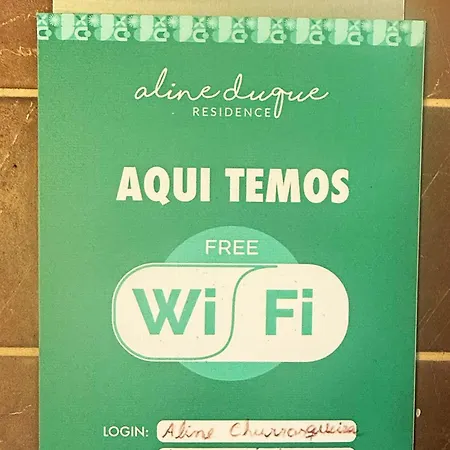 aline duque
RESIDENCE
AQUI TEMOS
FREE
Wi Fi
LOGIN: Aline Churrasqueira